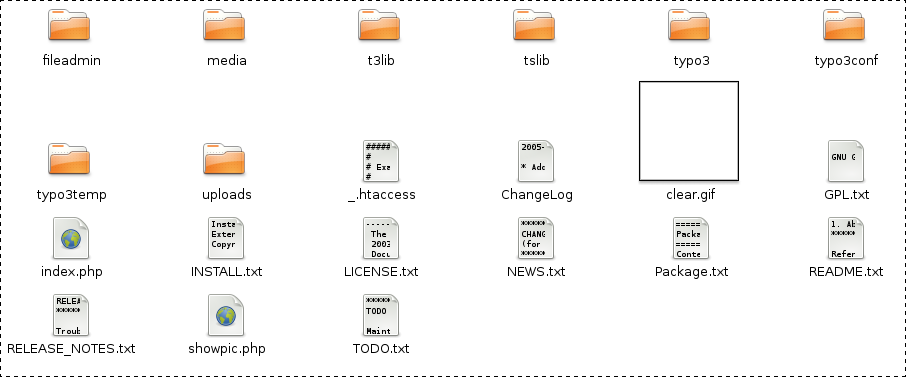 fileadmin
media
t3lib
tslib
typo3
typo3conf
typo3temp
uploads
######
#
# Exa
#
_.htaccess
2005-
* Adc
ChangeLog
clear.gif
GNU G
GPL.txt
index.php
Insta
Exter
Copyr
INSTALL.txt
-----
The
2003
Docu
LICENSE.txt
******
CHANG
(for
******
NEWS.txt
=====
Packa
=====
Conte
Package.txt
1. Ab
******
Refer
README.txt
RELEA
******
Troub
RELEASE_NOTES.txt
showpic.php
******
TODO
Maint
TODO.txt